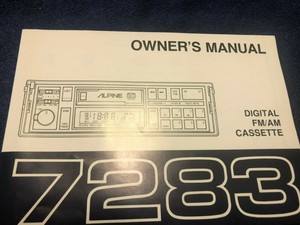 OWNER'S MANUAL
ALPINE
DIGITAL
FM/AM
CASSETTE
7283